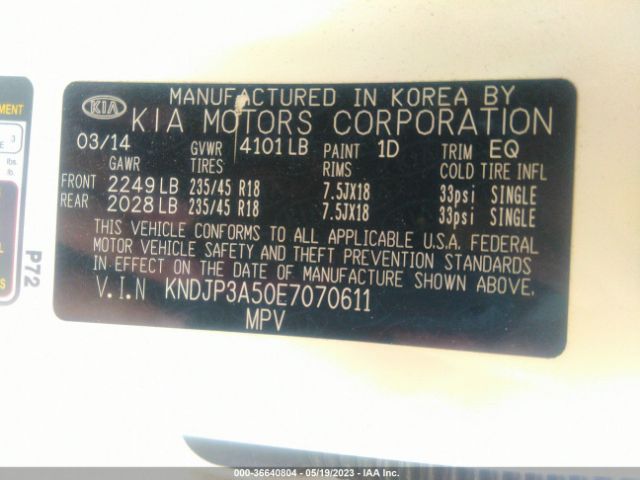 MENT
3
lbs.
lb.
P72
KIA
MANUFACTURED IN KOREA BY
KIA MOTORS CORPORATION
03/14 GVWR 4101 LB PAINT 1D TRIM EQ
GAWR TIRES RIMS COLD TIRE INFL
FRONT 2249 LB 235/45 R18 7.5JX18 33psi SINGLE
REAR 2028 LB 235/45 R18 7.5JX18 33psi SINGLE
THIS VEHICLE CONFORMS TO ALL APPLICABLE U.S.A. FEDERAL
MOTOR VEHICLE SAFETY AND THEFT PREVENTION STANDARDS
IN EFFECT ON THE DATE OF MANUFACTURE SHOWN ABOVE.
V.I.N KNDJP3A50E7070611
MPV
000-36640804 - 05/19/2023 - IAA Inc.